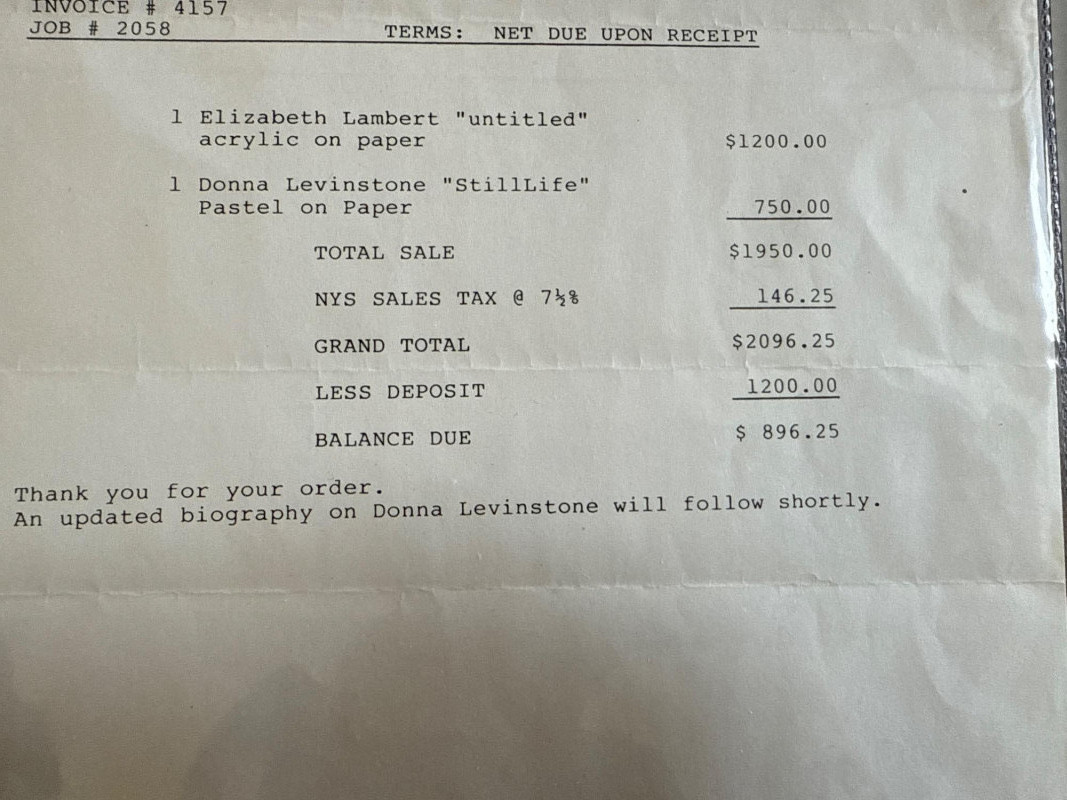 INVOICE # 4157
JOB # 2058 TERMS: NET DUE UPON RECEIPT
1 Elizabeth Lambert "untitled"
acrylic on paper $1200.00
1 Donna Levinstone "StillLife"
Pastel on Paper 750.00
TOTAL SALE $1950.00
NYS SALES TAX @ 7½% 146.25
GRAND TOTAL $2096.25
LESS DEPOSIT 1200.00
BALANCE DUE $ 896.25
Thank you for your order.
An updated biography on Donna Levinstone will follow shortly.